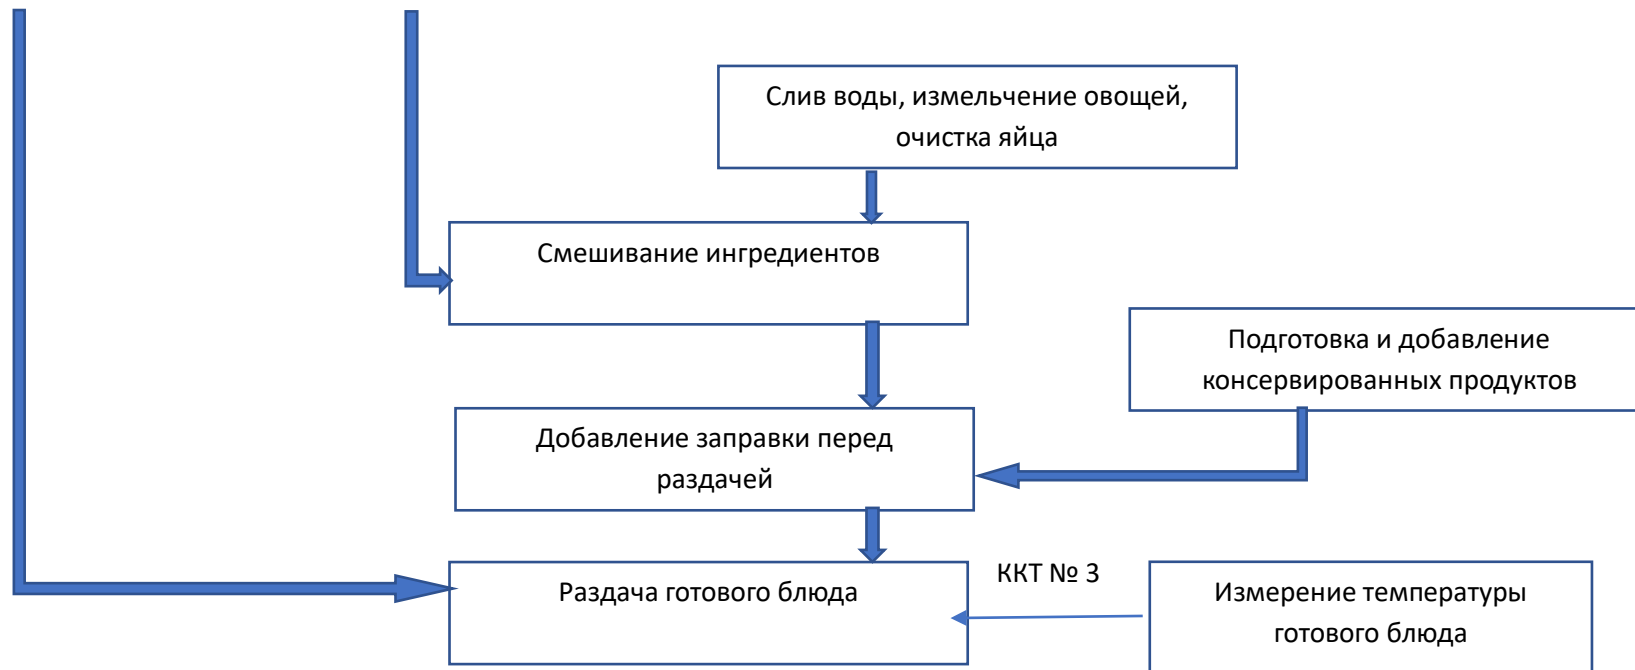 Слив воды, измельчение овощей,
очистка яйца
Смешивание ингредиентов
Подготовка и добавление
консервированных продуктов
Добавление заправки перед
раздачей
Раздача готового блюда
ККТ № 3
Измерение температуры
готового блюда